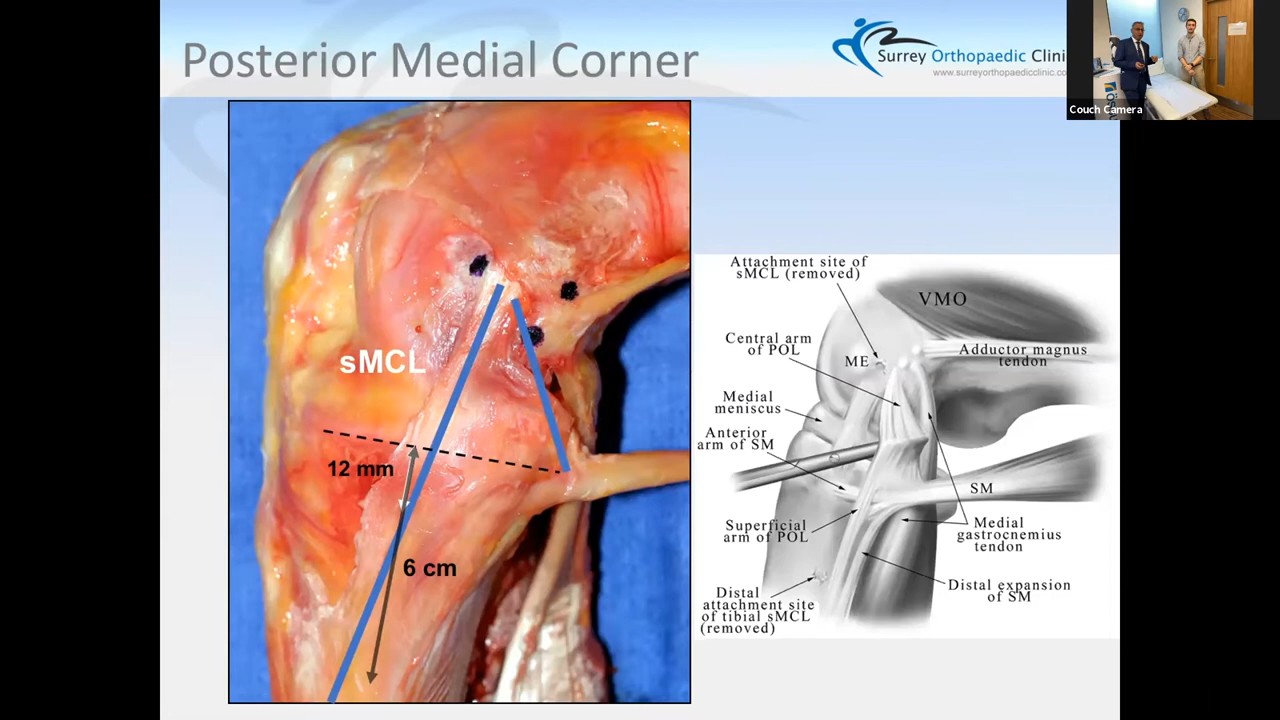 Posterior Medial Corner
Surrey Orthopaedic Clini
www.surreyorthopaedicclinic.co
Couch Camera
sMCL
12 mm
6 cm
Attachment site of
sMCL (removed)
VMO
Central arm
of POL
ME
Adductor magnus
tendon
Medial
meniscus
Anterior
arm of SM
SM
Superficial
arm of POL
Medial
gastrocnemius
tendon
Distal expansion
of SM
Distal
attachment site
of tibial sMCL
(removed)